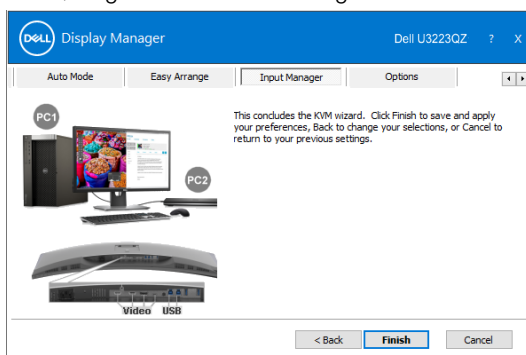 DELL Display Manager
Dell U3223QZ ? X
Auto Mode Easy Arrange Input Manager Options
PC1
This concludes the KVM wizard. Click Finish to save and apply
your preferences, Back to change your selections, or Cancel to
return to your previous settings.
PC2
Video USB
< Back Finish Cancel